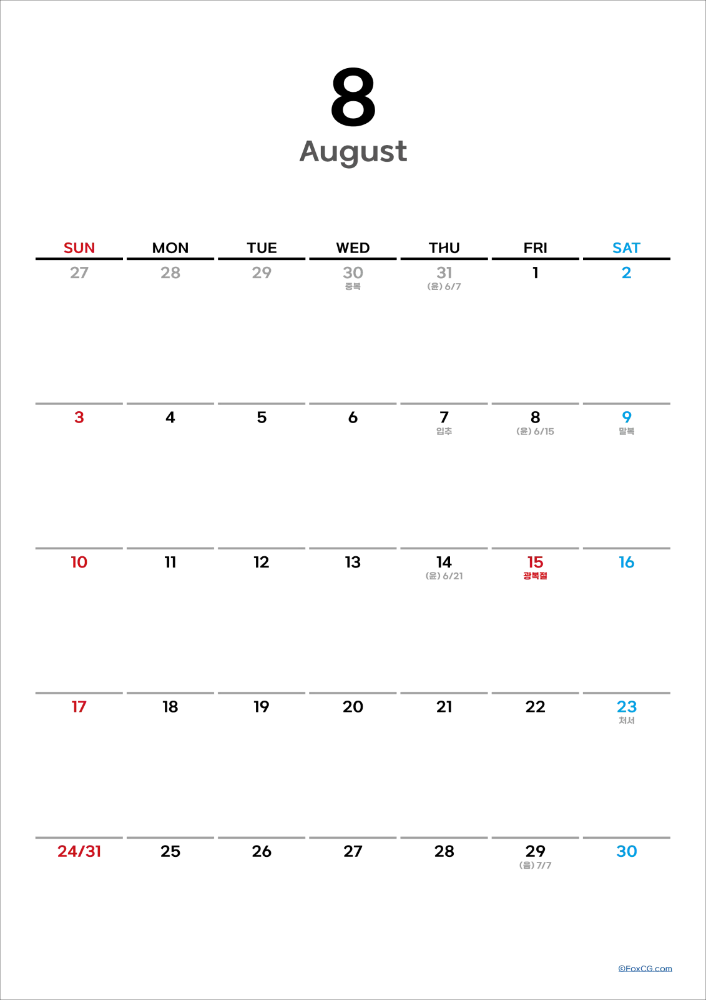 8
August
SUN MON TUE WED THU FRI SAT
27 28 29 30 31 1 2
중복 (윤) 6/7
3 4 5 6 7 8 9
입추 (윤) 6/15 말복
10 11 12 13 14 15 16
(윤) 6/21 광복절
17 18 19 20 21 22 23
처서
24/31 25 26 27 28 29 30
(음) 7/7
©FoxCG.com